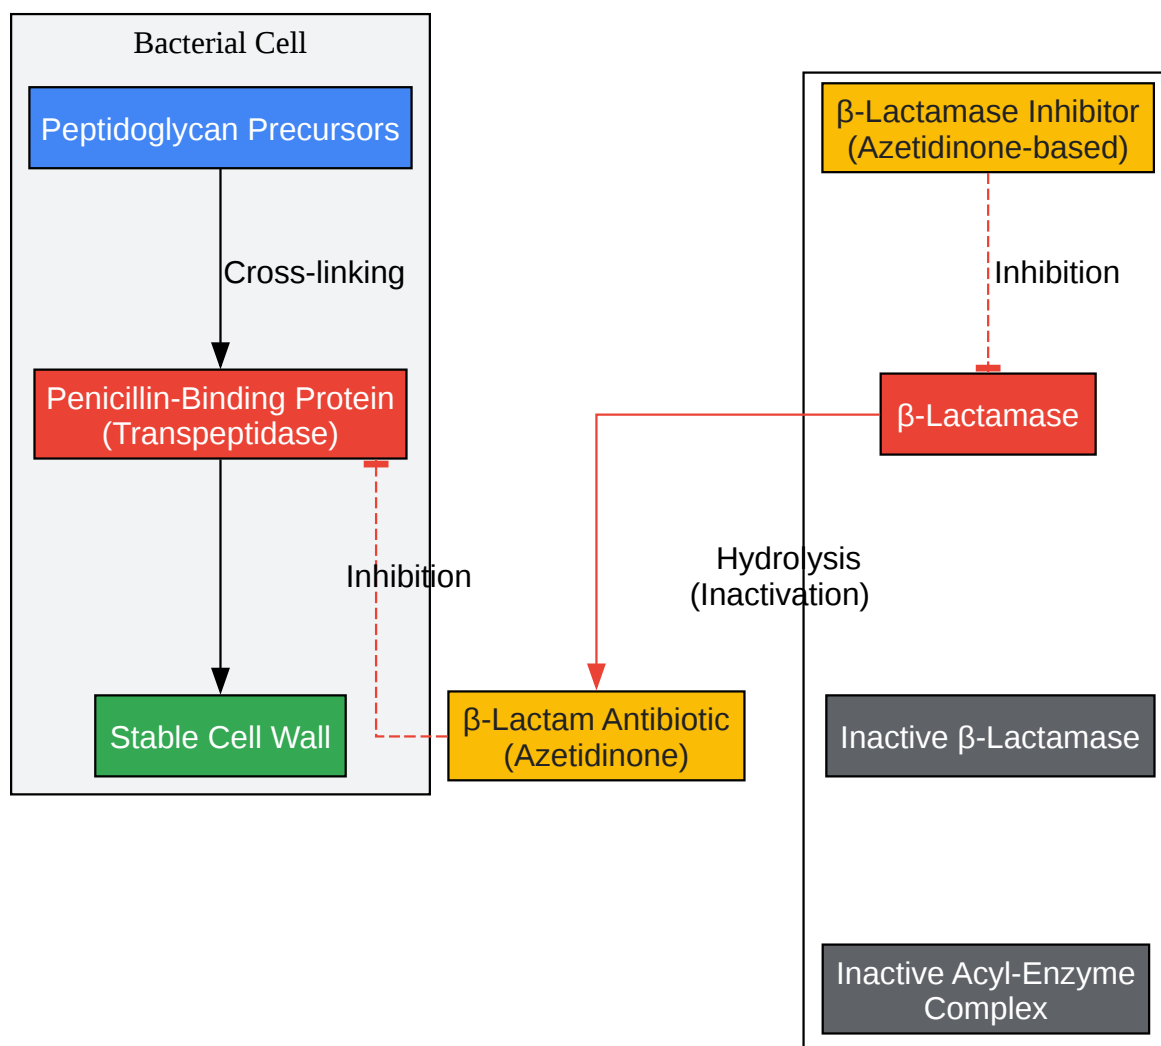 Bacterial Cell
Peptidoglycan Precursors
Cross-linking
Penicillin-Binding Protein
(Transpeptidase)
Inhibition
Stable Cell Wall
β-Lactam Antibiotic
(Azetidinone)
β-Lactamase Inhibitor
(Azetidinone-based)
Inhibition
β-Lactamase
Hydrolysis
(Inactivation)
Inactive β-Lactamase
Inactive Acyl-Enzyme
Complex